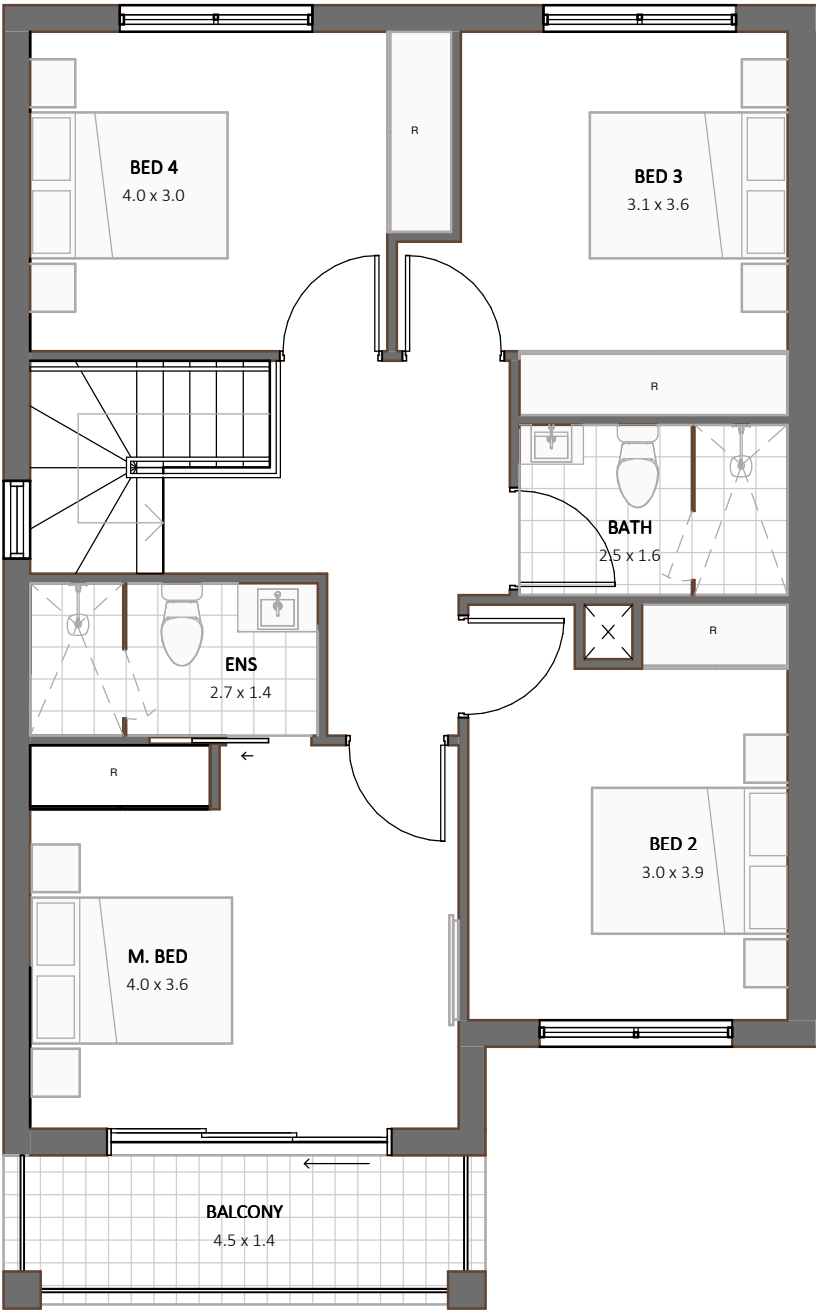 R
BED 4
4.0 x 3.0
BED 3
3.1 x 3.6
R
BATH
2.5 x 1.6
R
ENS
2.7 x 1.4
R
BED 2
3.0 x 3.9
M. BED
4.0 x 3.6
BALCONY
4.5 x 1.4